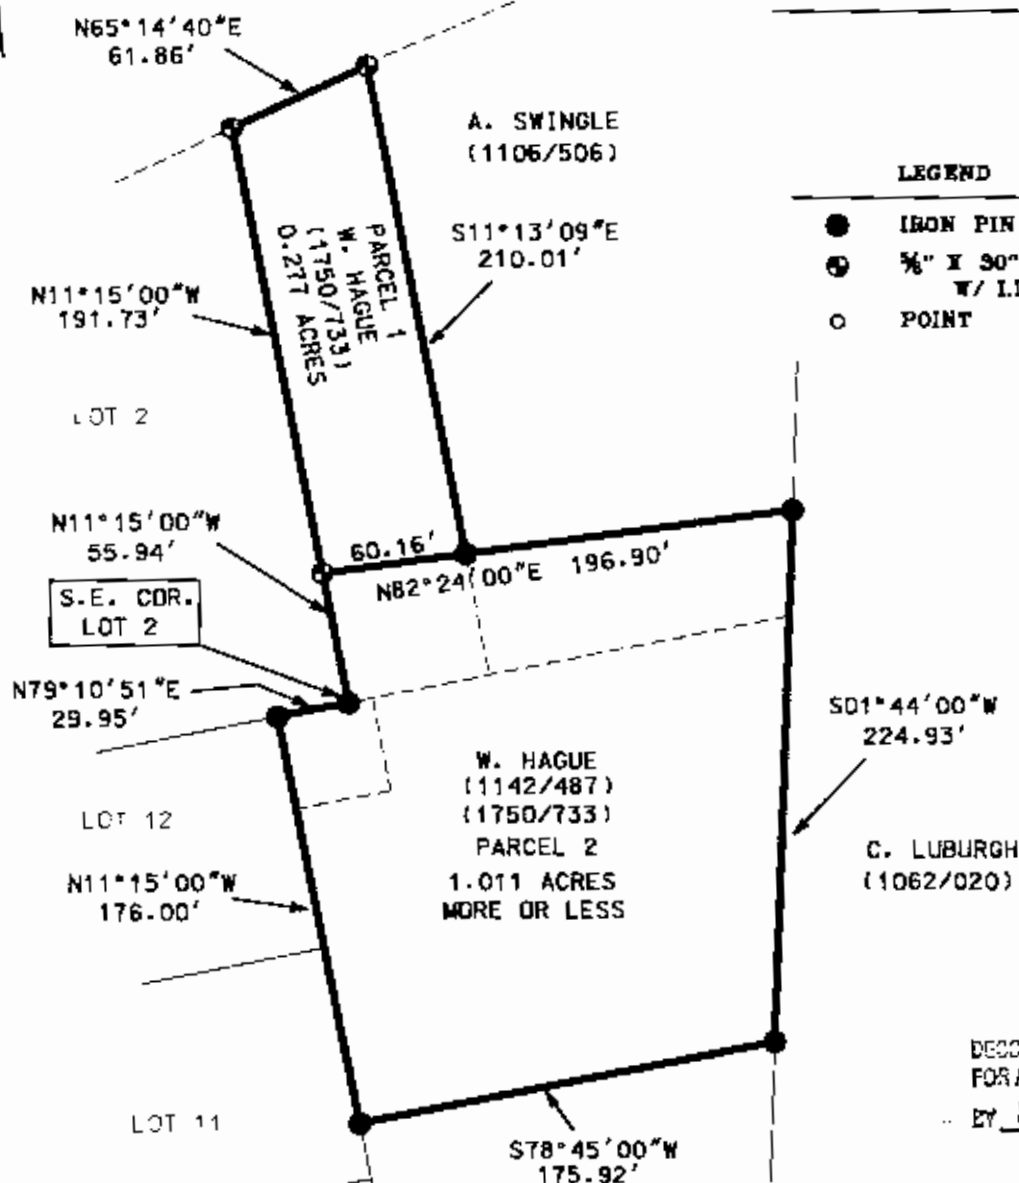 N65°14'40"E
61.86'
A. SWINGLE
(1106/506)
LEGEND
IRON PIN
⅝" X 30"
W/ I.
POINT
S11°13'09"E
210.01'
PARCEL 1
W. HAGUE
(1750/733)
0.277 ACRES
N11°15'00"W
191.73'
LOT 2
N11°15'00"W
55.94'
60.16'
N82°24'00"E 196.90'
S.E. COR.
LOT 2
N79°10'51"E
29.95'
S01°44'00"W
224.93'
W. HAGUE
(1142/487)
(1750/733)
PARCEL 2
1.011 ACRES
MORE OR LESS
LOT 12
C. LUBURGH
(1062/020)
N11°15'00"W
176.00'
LOT 11
S78°45'00"W
175.92'
BY